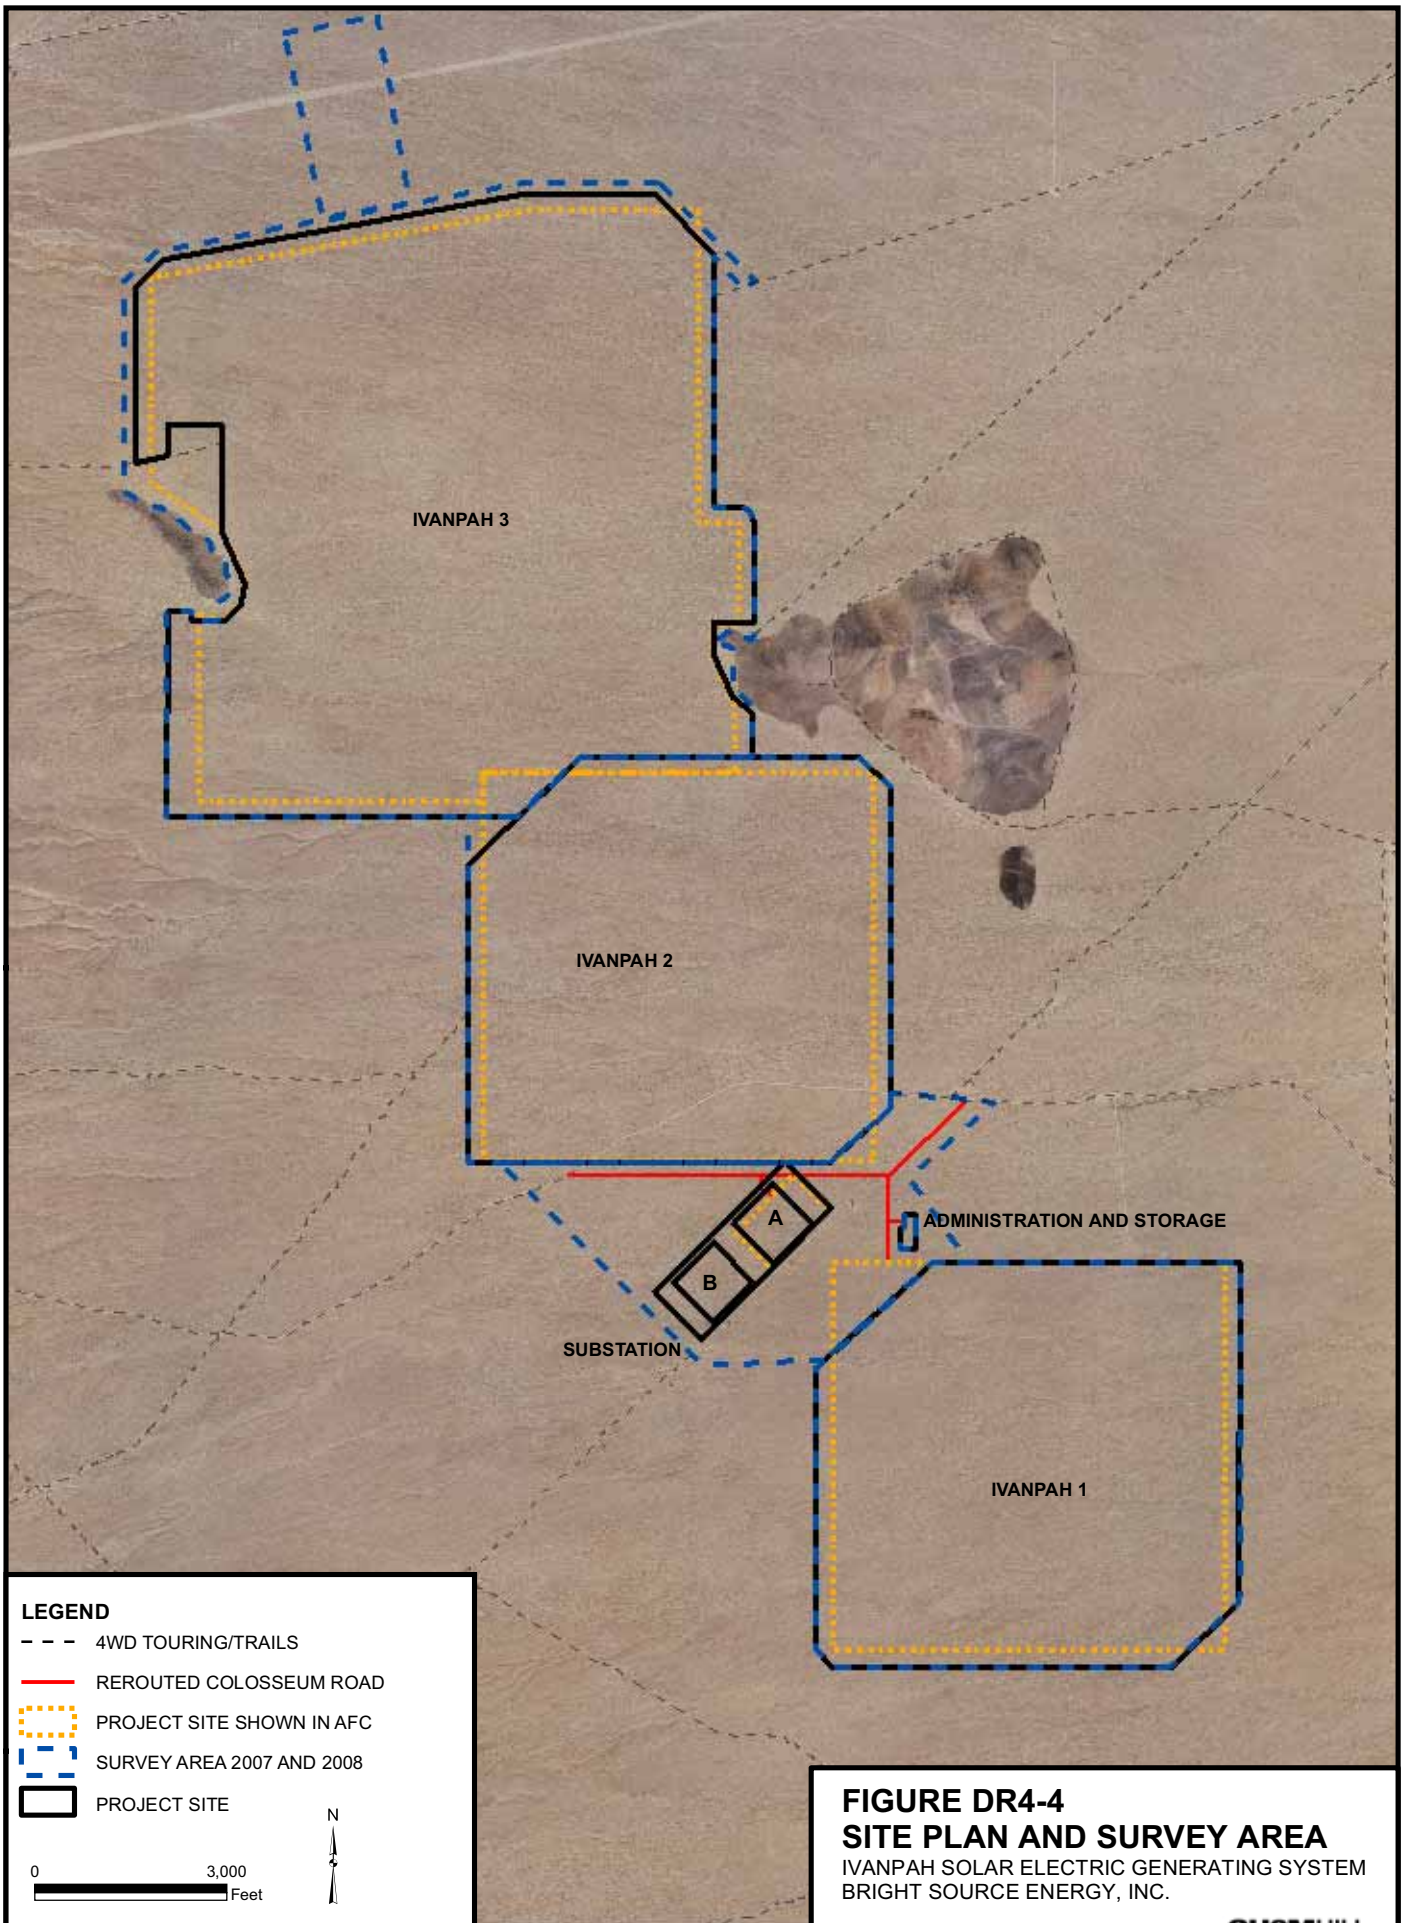 IVANPAH 3
IVANPAH 2
A
ADMINISTRATION AND STORAGE
B
SUBSTATION
IVANPAH 1
LEGEND
4WD TOURING/TRAILS
REROUTED COLOSSEUM ROAD
PROJECT SITE SHOWN IN AFC
SURVEY AREA 2007 AND 2008
PROJECT SITE
N
0 3,000
Feet
FIGURE DR4-4
SITE PLAN AND SURVEY AREA
IVANPAH SOLAR ELECTRIC GENERATING SYSTEM
BRIGHT SOURCE ENERGY, INC.